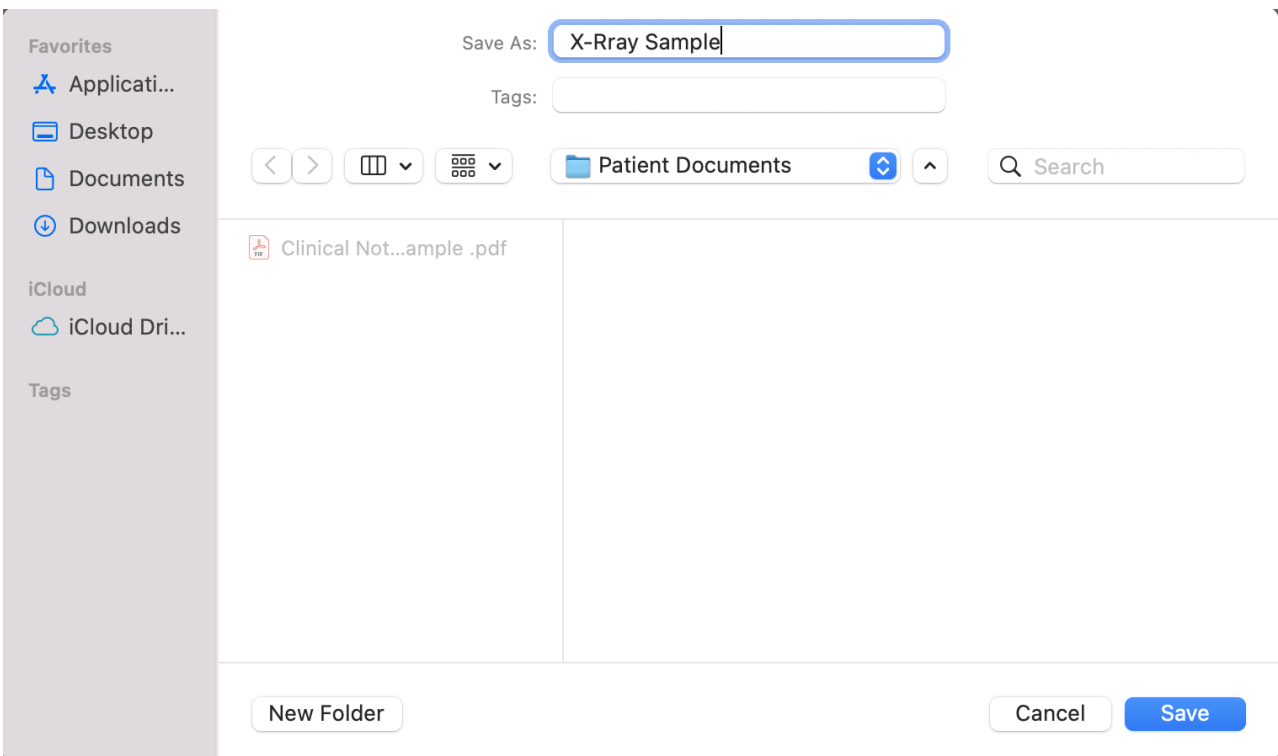 Favorites
Applicati...
Desktop
Documents
Downloads
iCloud
iCloud Dri...
Tags
Save As: X-Rray Sample
Tags:
Patient Documents
Search
PDF Clinical Not...ample .pdf
New Folder
Cancel
Save